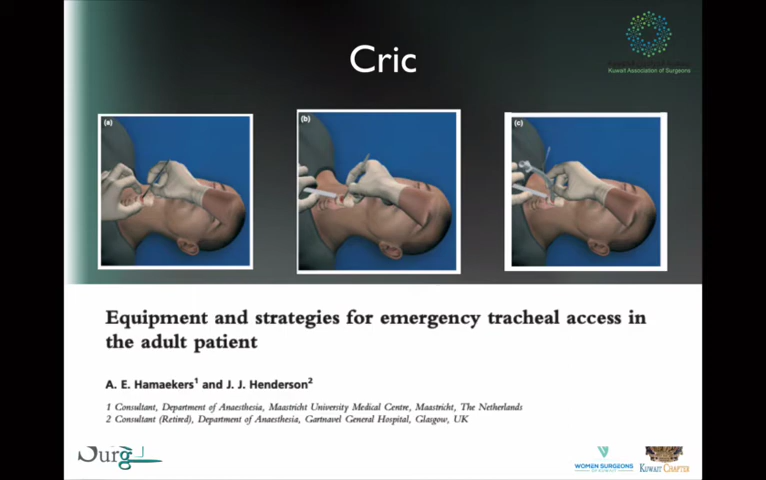 Cric
Kuwait Association of Surgeons
(a)
(b)
(c)
Equipment and strategies for emergency tracheal access in
the adult patient
A. E. Hamaekers¹ and J. J. Henderson²
1 Consultant, Department of Anaesthesia, Maastricht University Medical Centre, Maastricht, The Netherlands
2 Consultant (Retired), Department of Anaesthesia, Gartnavel General Hospital, Glasgow, UK
Surg
WOMEN SURGEONS
KUWAIT CHAPTER